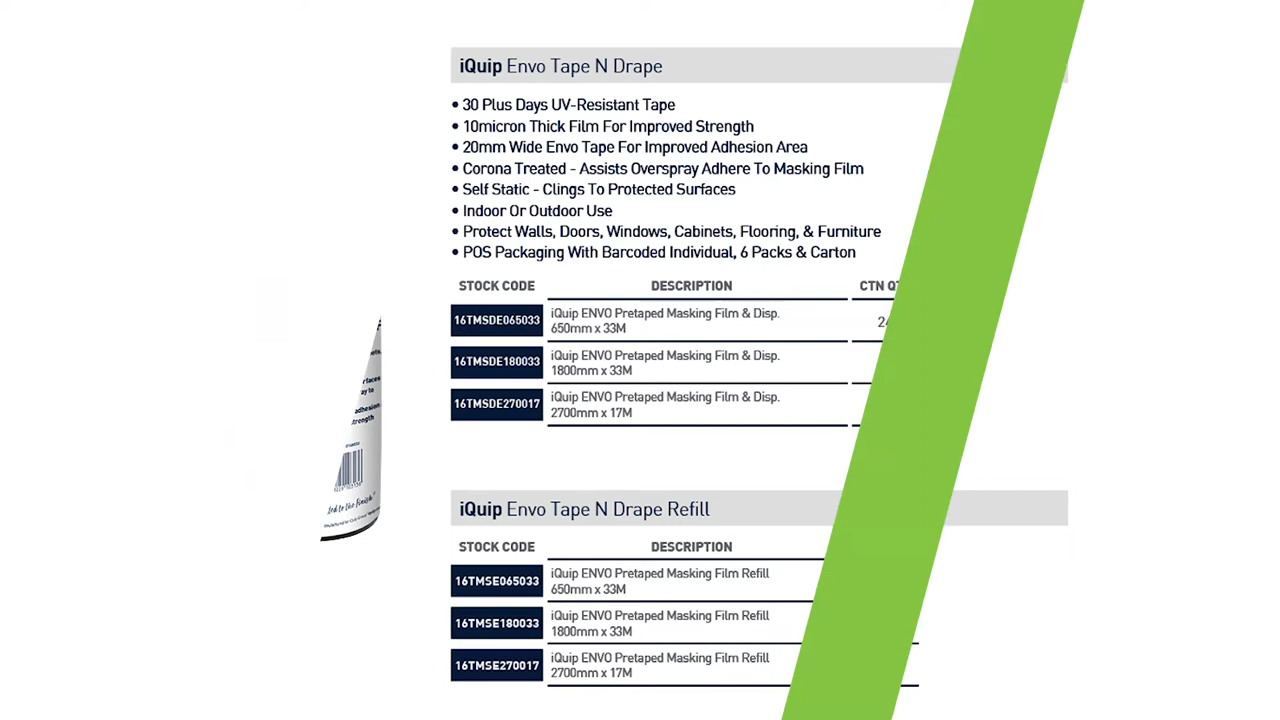 iQuip Envo Tape N Drape
• 30 Plus Days UV-Resistant Tape
• 10micron Thick Film For Improved Strength
• 20mm Wide Envo Tape For Improved Adhesion Area
• Corona Treated - Assists Overspray Adhere To Masking Film
• Self Static - Clings To Protected Surfaces
• Indoor Or Outdoor Use
• Protect Walls, Doors, Windows, Cabinets, Flooring, & Furniture
• POS Packaging With Barcoded Individual, 6 Packs & Carton
STOCK CODE DESCRIPTION CTN
16TMSDE065033 iQuip ENVO Pretaped Masking Film & Disp.
650mm x 33M
16TMSDE180033 iQuip ENVO Pretaped Masking Film & Disp.
1800mm x 33M
16TMSDE270017 iQuip ENVO Pretaped Masking Film & Disp.
2700mm x 17M
adhesion
iQuip Envo Tape N Drape Refill
STOCK CODE DESCRIPTION
16TMSE065033 iQuip ENVO Pretaped Masking Film Refill
650mm x 33M
16TMSE180033 iQuip ENVO Pretaped Masking Film Refill
1800mm x 33M
16TMSE270017 iQuip ENVO Pretaped Masking Film Refill
2700mm x 17M